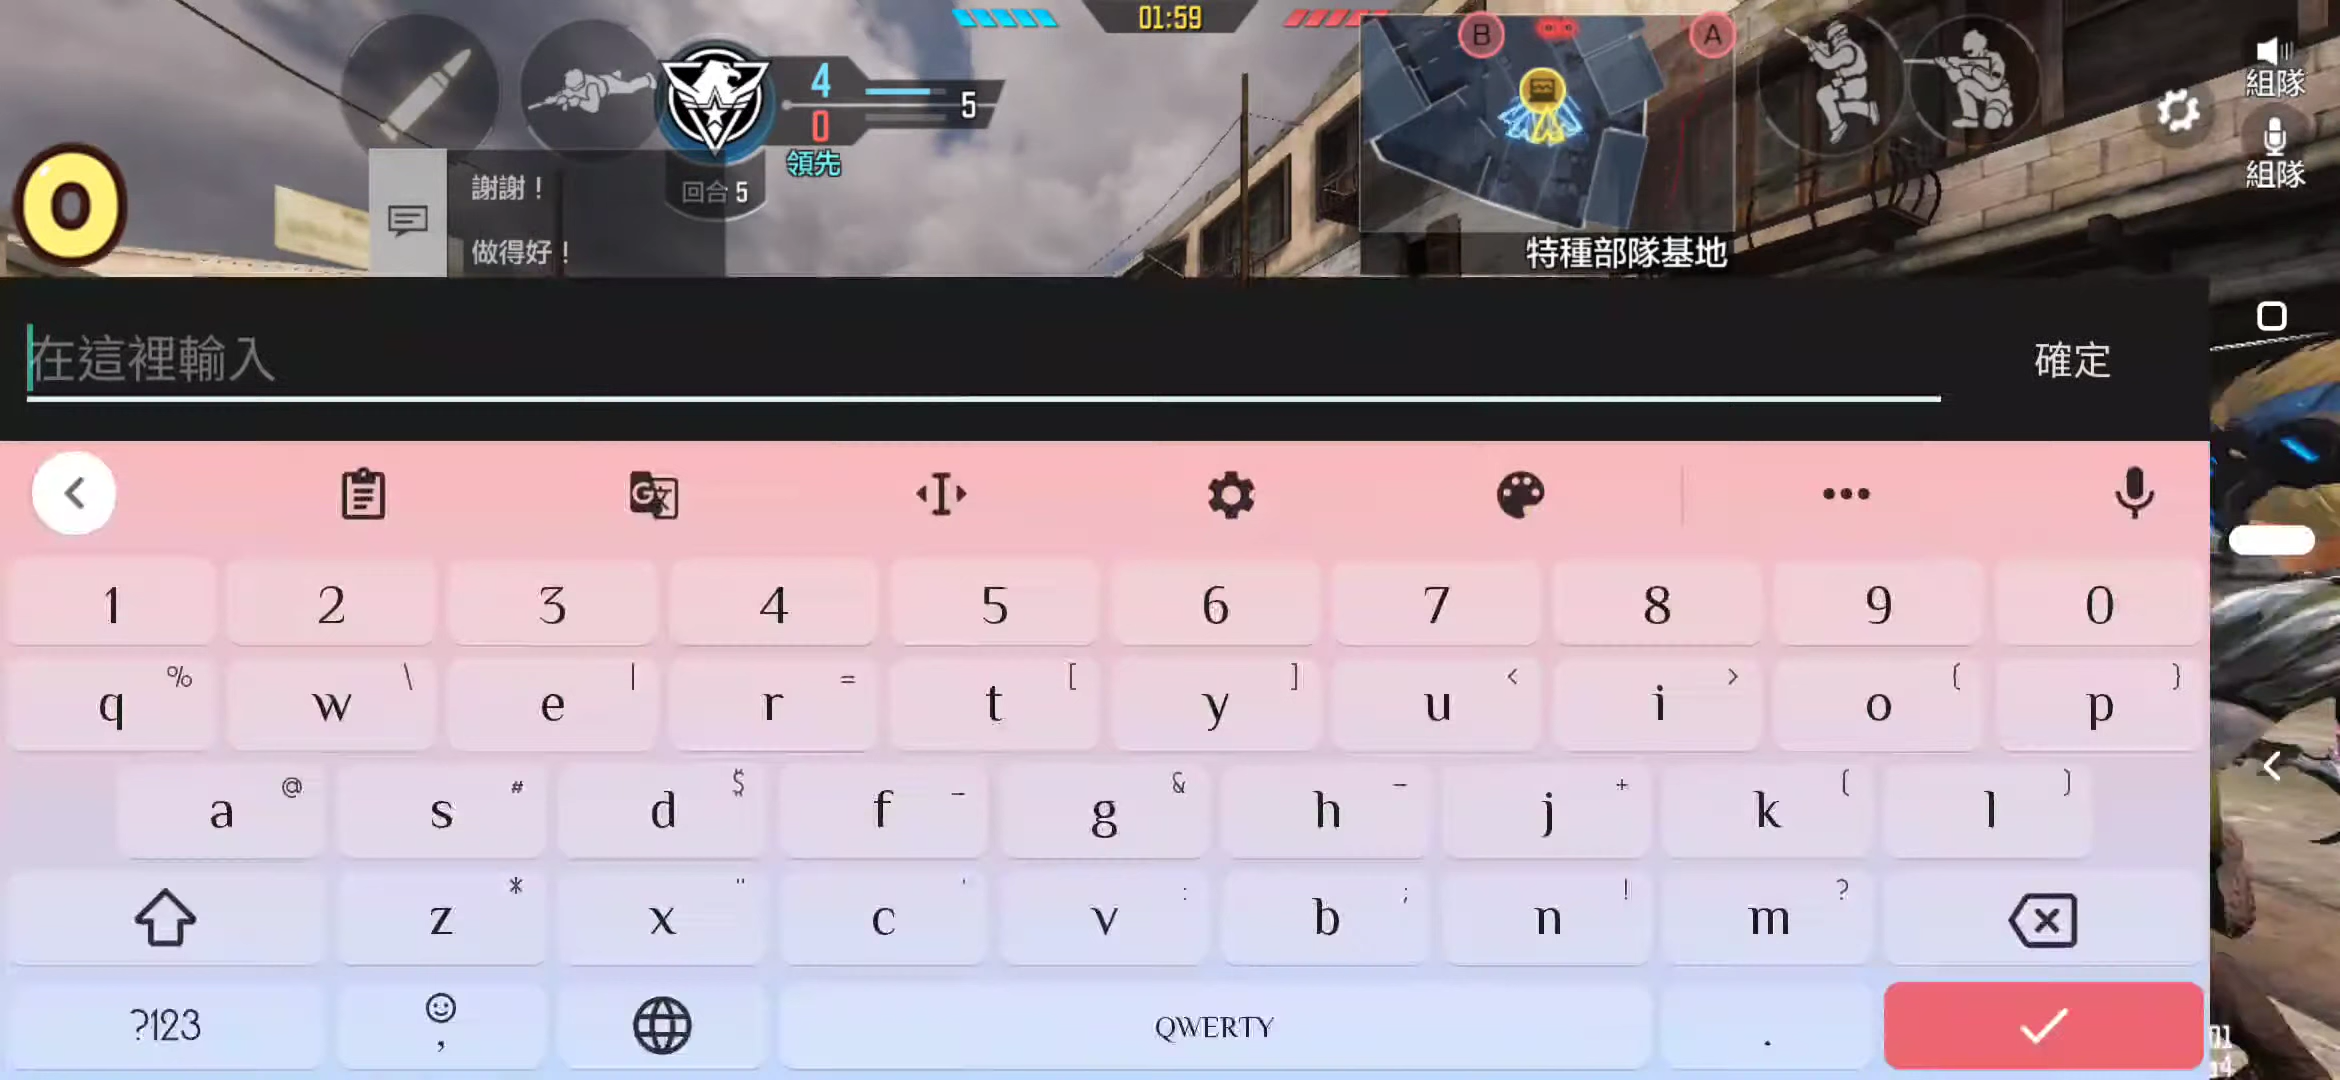 01:59
B
A
4
0
5
領先
回合 5
O
謝謝！
做得好！
特種部隊基地
組隊
組隊
在這裡輸入
確定
1 2 3 4 5 6 7 8 9 0
q % w \ e | r = t [ y ] u < i > o { p }
a @ s # d $ f _ g & h - j + k ( l )
z * x " c ' v : b ; n ! m ?
?123 , QWERTY .